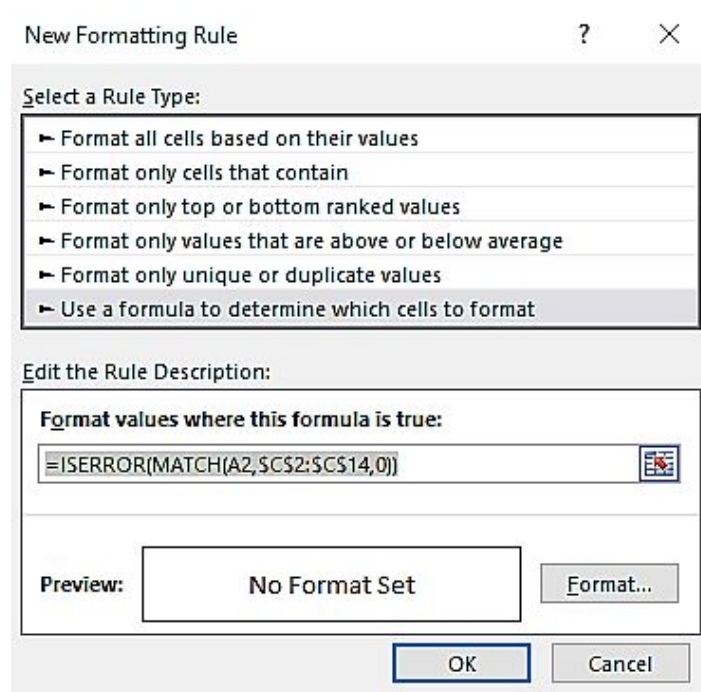 New Formatting Rule ? ×
Select a Rule Type:
► Format all cells based on their values
► Format only cells that contain
► Format only top or bottom ranked values
► Format only values that are above or below average
► Format only unique or duplicate values
► Use a formula to determine which cells to format
Edit the Rule Description:
Format values where this formula is true:
=ISERROR(MATCH(A2,$C$2:$C$14,0))
Preview: No Format Set Format...
OK Cancel